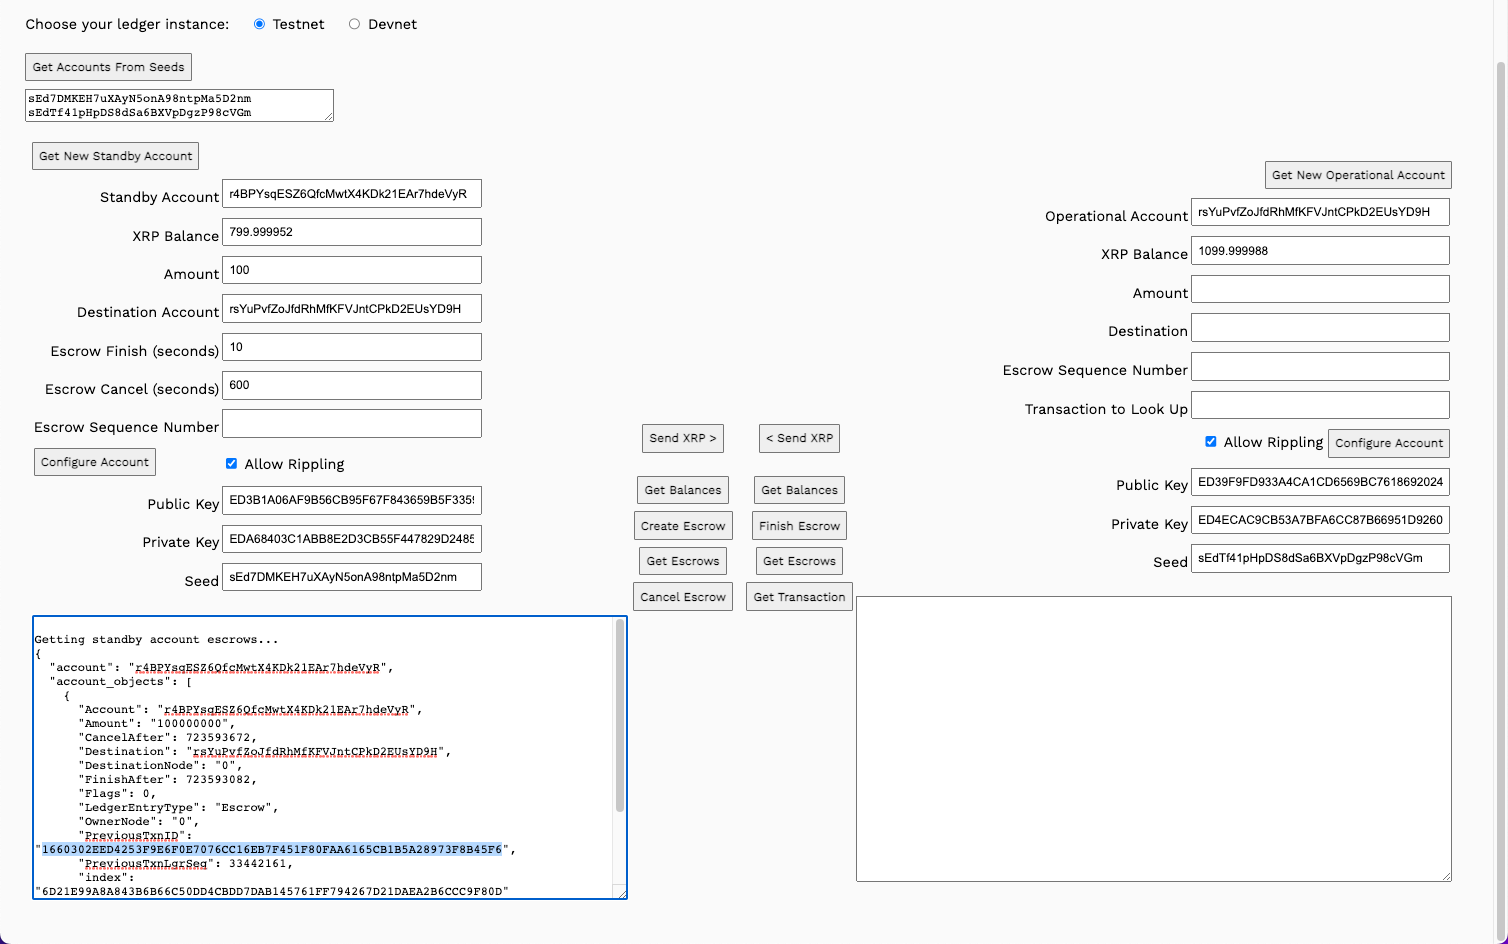 Choose your ledger instance: Testnet Devnet
Get Accounts From Seeds
sEd7DMKEH7uXAyN5onA98ntpMa5D2nm
sEdTf41pHpDS8dSa6BXVpDgzP98cVGm
Get New Standby Account
Standby Account r4BPYsqESZ6QfcMwtX4KDk21EAr7hdeVyR
XRP Balance 799.999952
Amount 100
Destination Account rsYuPvfZoJfdRhMfKFVJntCPkD2EUsYD9H
Escrow Finish (seconds) 10
Escrow Cancel (seconds) 600
Escrow Sequence Number
Configure Account Allow Rippling
Public Key ED3B1A06AF9B56CB95F67F843659B5F335
Private Key EDA68403C1ABB8E2D3CB55F447829D2485
Seed sEd7DMKEH7uXAyN5onA98ntpMa5D2nm
Send XRP > < Send XRP
Get Balances Get Balances
Create Escrow Finish Escrow
Get Escrows Get Escrows
Cancel Escrow Get Transaction
Get New Operational Account
Operational Account rsYuPvfZoJfdRhMfKFVJntCPkD2EUsYD9H
XRP Balance 1099.999988
Amount
Destination
Escrow Sequence Number
Transaction to Look Up
Allow Rippling Configure Account
Public Key ED39F9FD933A4CA1CD6569BC7618692024
Private Key ED4ECAC9CB53A7BFA6CC87B66951D9260
Seed sEdTf41pHpDS8dSa6BXVpDgzP98cVGm
Getting standby account escrows...
{
"account": "r4BPYsqESZ6QfcMwtX4KDk21EAr7hdeVyR",
"account_objects": [
{
"Account": "r4BPYsqESZ6QfcMwtX4KDk21EAr7hdeVyR",
"Amount": "100000000",
"CancelAfter": 723593672,
"Destination": "rsYuPvfZoJfdRhMfKFVJntCPkD2EUsYD9H",
"DestinationNode": "0",
"FinishAfter": 723593082,
"Flags": 0,
"LedgerEntryType": "Escrow",
"OwnerNode": "0",
"PreviousTxnID":
"1660302EED4253F9E6F0E7076CC16EB7F451F80FAA6165CB1B5A28973F8B45F6",
"PreviousTxnLgrSeq": 33442161,
"index":
"6D21E99A8A843B6B66C50DD4CBDD7DAB145761FF794267D21DAEA2B6CCC9F80D"